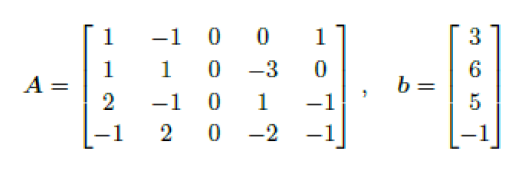 A = [1 −1 0 0 1
1 1 0 −3 0
2 −1 0 1 −1
−1 2 0 −2 −1] , b = [3
6
5
−1]